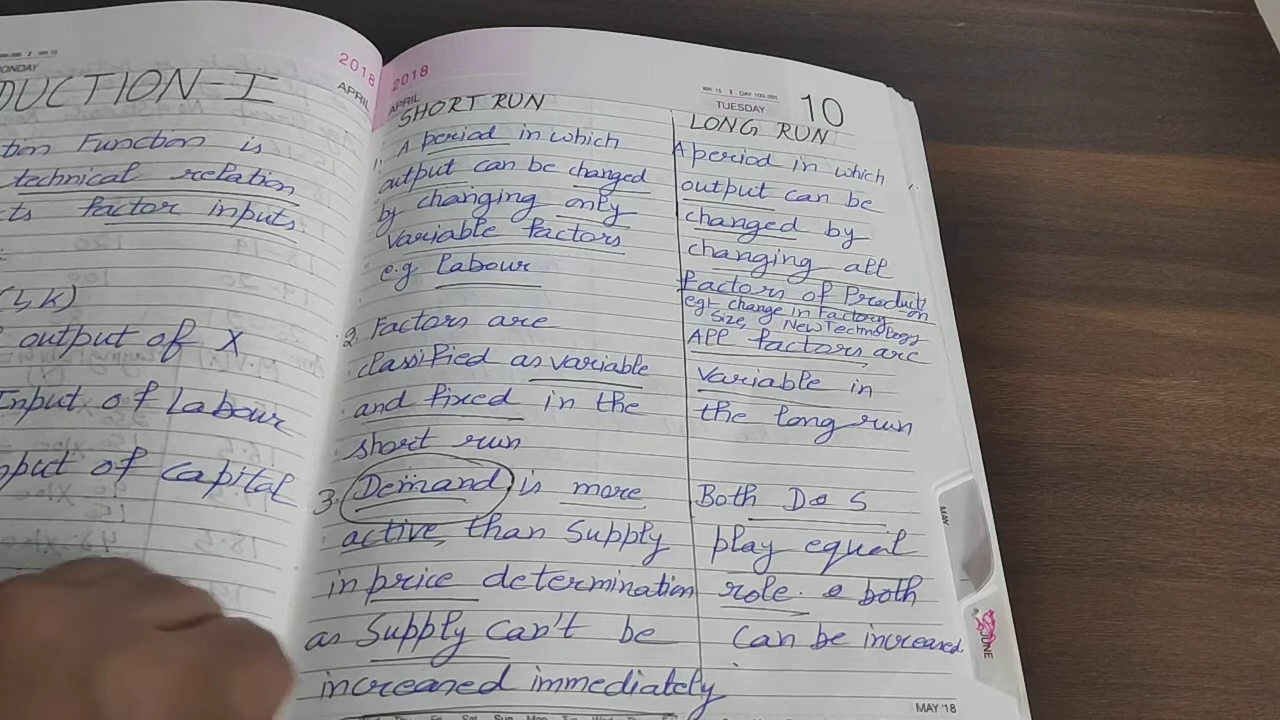 ONDAY
2018
APRIL
DUCTION-I
tion Function is
technical relation
ts factor inputs
(L, K)
output of X
Input of Labour
nput of capital
2018
APRIL
TUESDAY
10
SHORT RUN
1. A period in which
output can be changed
by changing only
variable factors
e.g. Labour
2. Factors are
classified as variable
and fixed in the
short run
3. Demand is more
active, than Supply
in price determination
as Supply can't be
increased immediately
LONG RUN
A period in which
output can be
changed by
changing all
Factors of Production
eg:- change in Factory
Size, New Technology
All factors are
variable in
the long run
Both D & S
play equal
role. & both
can be increased
MAY
JUNE
MAY '18